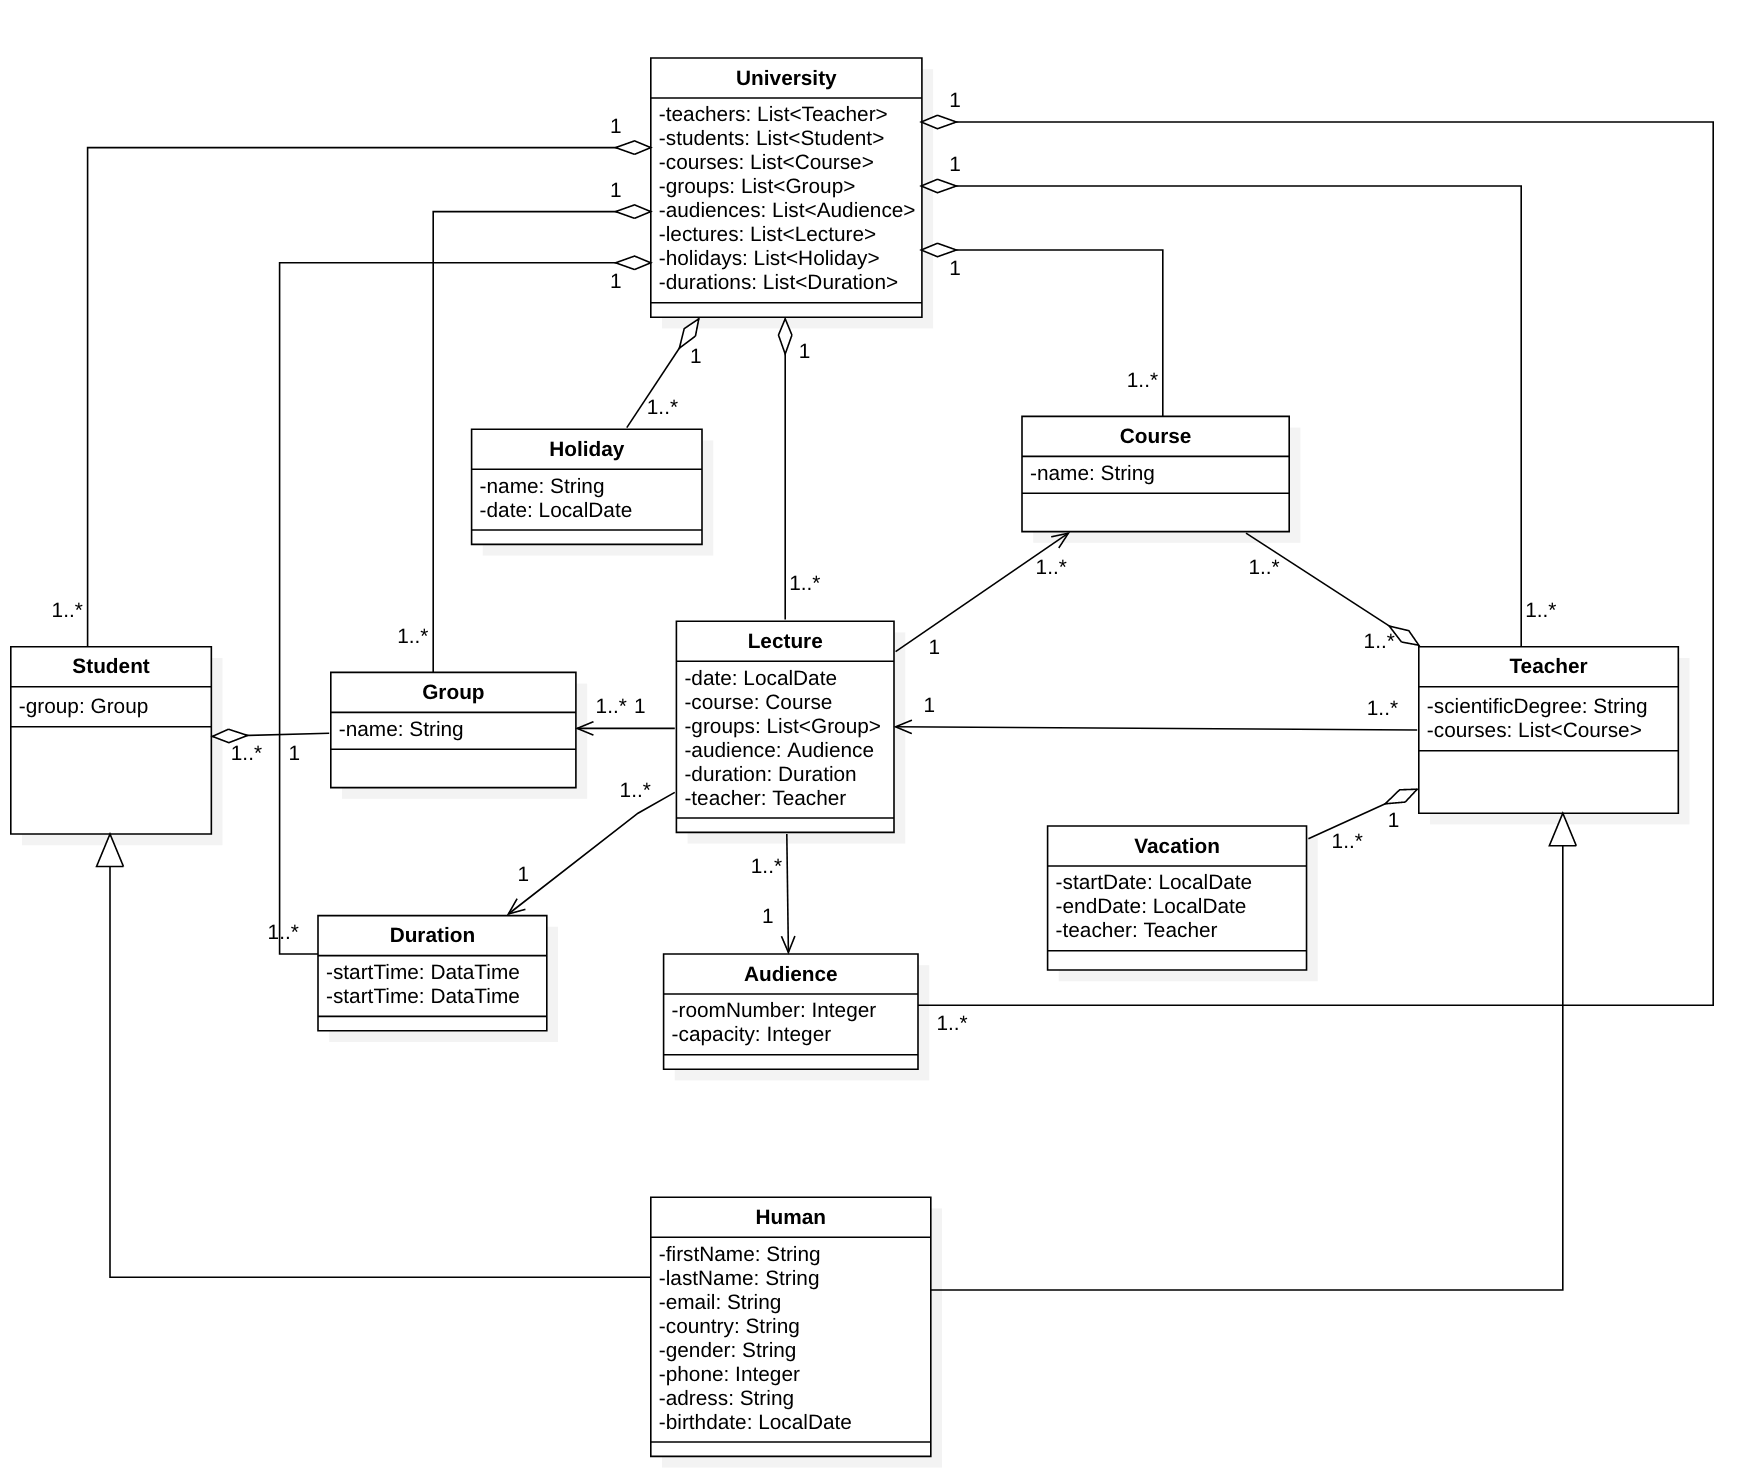 University
-teachers: List<Teacher>
-students: List<Student>
-courses: List<Course>
-groups: List<Group>
-audiences: List<Audience>
-lectures: List<Lecture>
-holidays: List<Holiday>
-durations: List<Duration>
1
1
1
1
1
1
1
1
1..*
1..*
Holiday
-name: String
-date: LocalDate
Course
-name: String
1..*
1..*
1..*
1..*
1..*
1..*
1..*
1
Student
-group: Group
Group
-name: String
Lecture
-date: LocalDate
-course: Course
-groups: List<Group>
-audience: Audience
-duration: Duration
-teacher: Teacher
Teacher
-scientificDegree: String
-courses: List<Course>
1..* 1
1
1..*
1..*
1
1..*
1
1..*
1..*
1
1
1..*
Vacation
-startDate: LocalDate
-endDate: LocalDate
-teacher: Teacher
Duration
-startTime: DataTime
-startTime: DataTime
1..*
Audience
-roomNumber: Integer
-capacity: Integer
1..*
Human
-firstName: String
-lastName: String
-email: String
-country: String
-gender: String
-phone: Integer
-adress: String
-birthdate: LocalDate